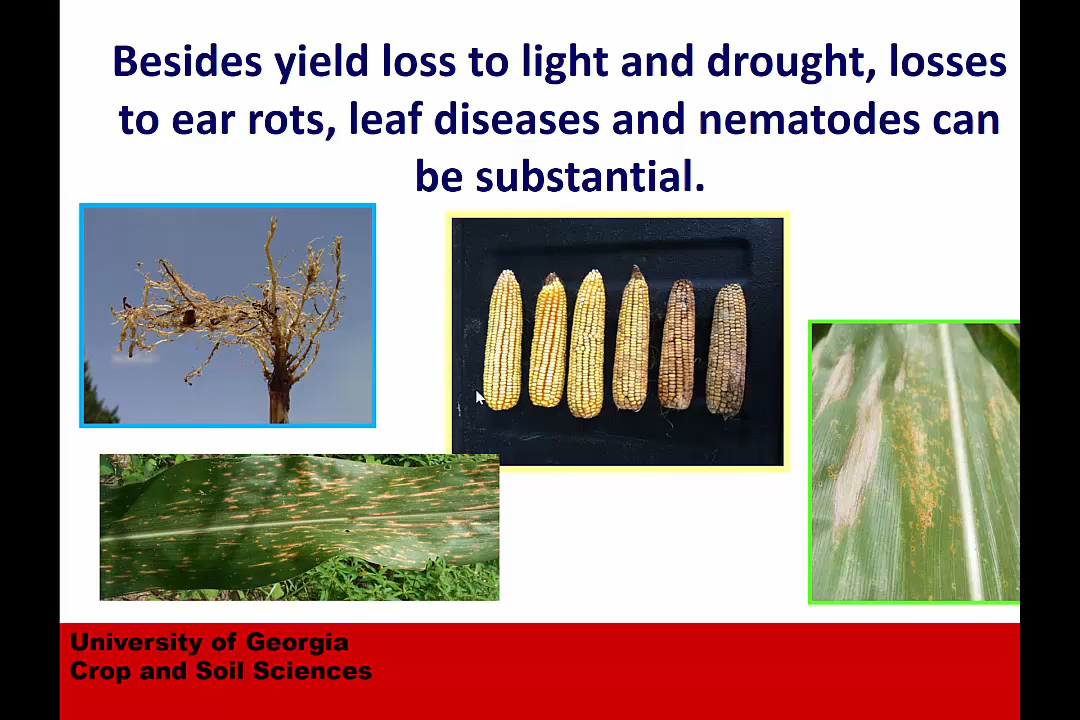 Besides yield loss to light and drought, losses
to ear rots, leaf diseases and nematodes can
be substantial.
University of Georgia
Crop and Soil Sciences